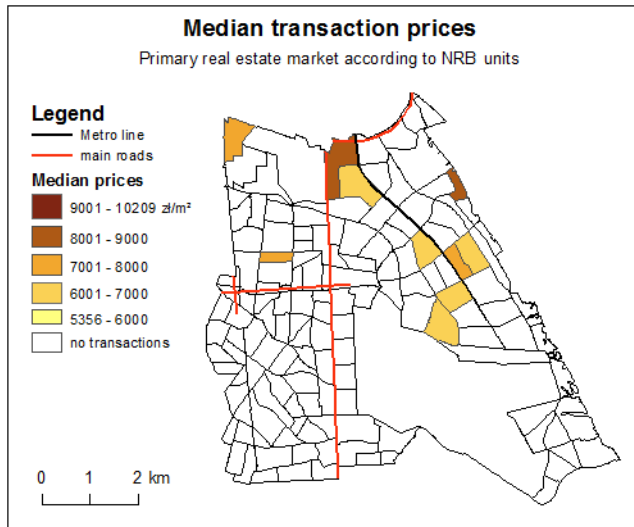 Median transaction prices
Primary real estate market according to NRB units
Legend
Metro line
main roads
Median prices
9001 - 10209 zł/m²
8001 - 9000
7001 - 8000
6001 - 7000
5356 - 6000
no transactions
0 1 2 km